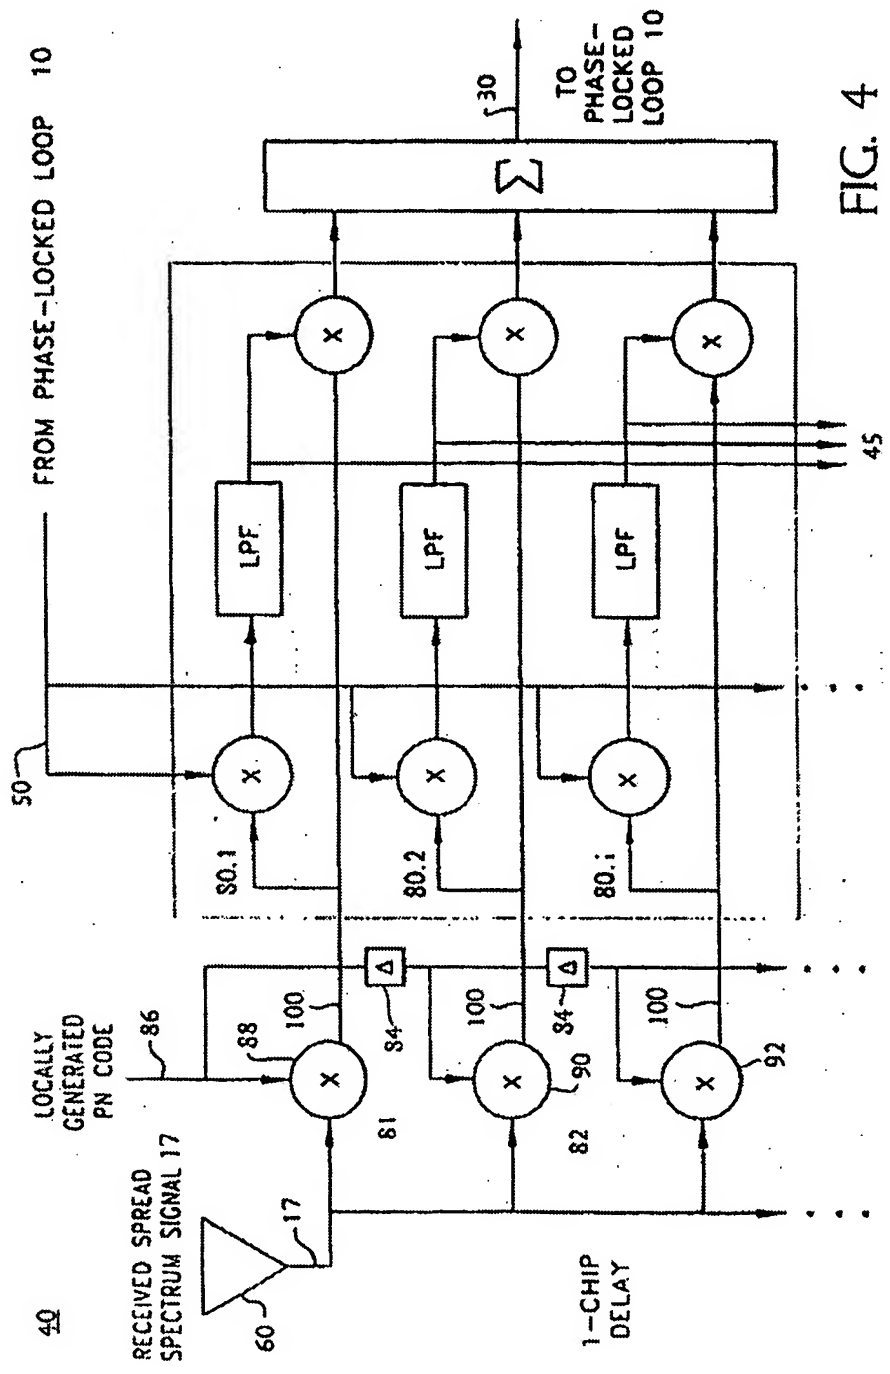 40
FROM PHASE-LOCKED LOOP 10
50
LOCALLY
GENERATED
PN CODE
86
RECEIVED SPREAD
SPECTRUM SIGNAL 17
60
17
88
X
100
81
80.1
X
LPF
X
84
Δ
80.2
X
LPF
X
Σ
30
TO
PHASE-
LOCKED
LOOP 10
X
90
100
82
84
Δ
1-CHIP
DELAY
80.i
X
LPF
X
X
92
100
45
FIG. 4